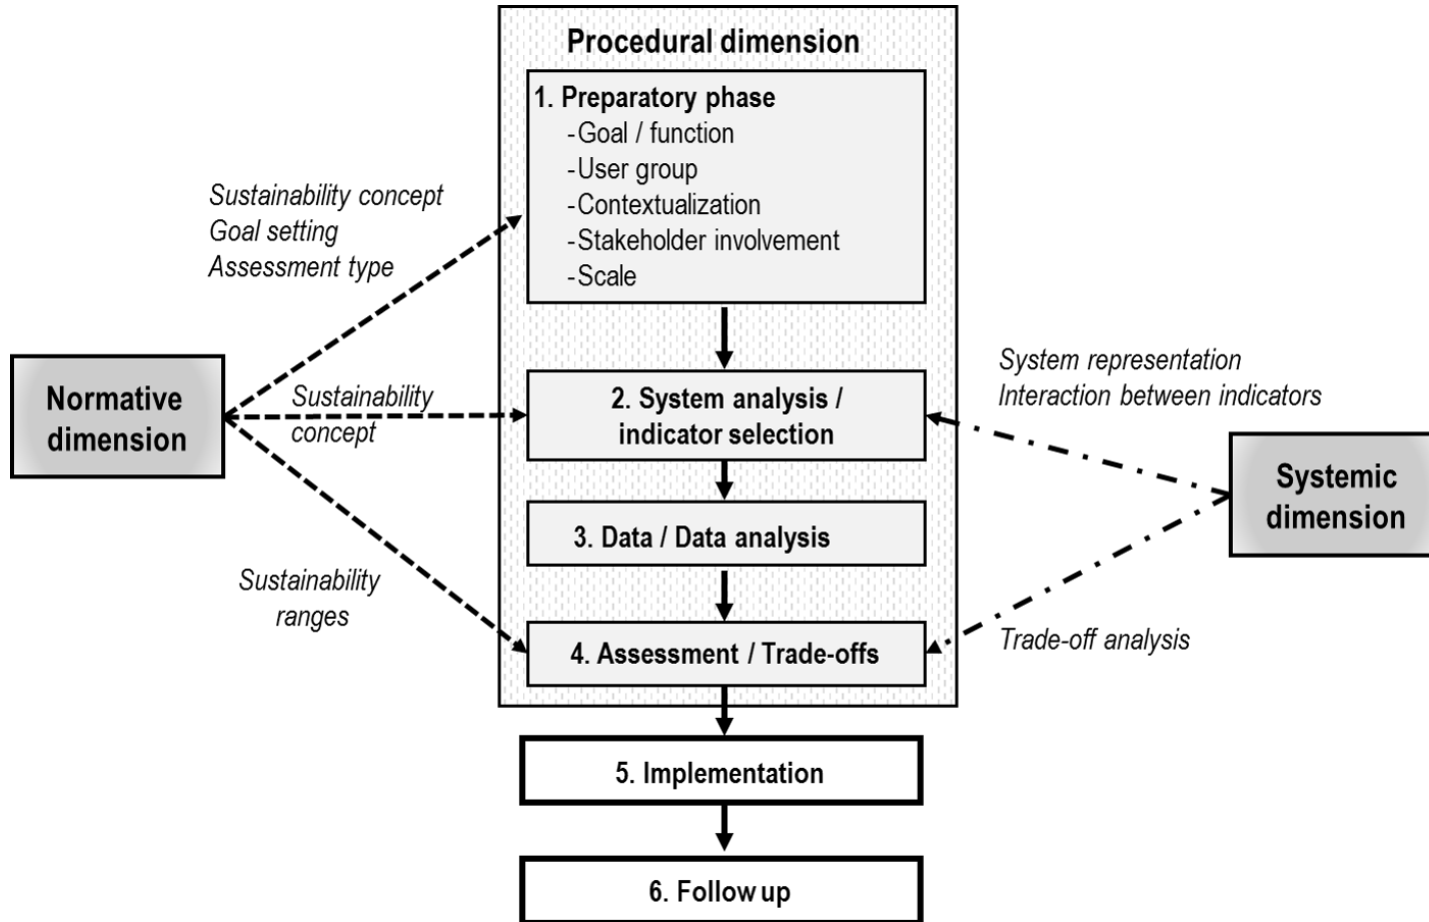 Procedural dimension
1. Preparatory phase
-Goal / function
-User group
-Contextualization
-Stakeholder involvement
-Scale
Sustainability concept
Goal setting
Assessment type
Normative
dimension
Sustainability
concept
2. System analysis /
indicator selection
System representation
Interaction between indicators
Systemic
dimension
3. Data / Data analysis
Sustainability
ranges
4. Assessment / Trade-offs
Trade-off analysis
5. Implementation
6. Follow up